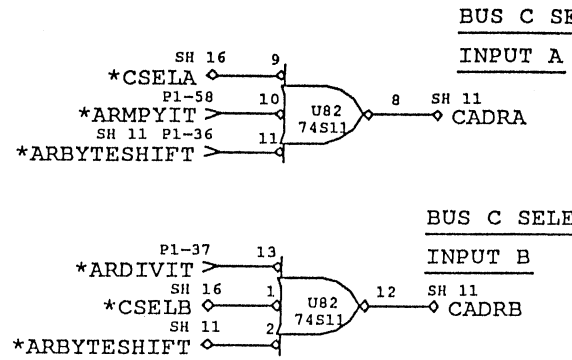 BUS C SE
INPUT A
SH 16
*CSELA
9
P1-58
*ARMPYIT
10
SH 11 P1-36
*ARBYTESHIFT
11
U82
74S11
8
SH 11
CADRA
BUS C SELE
INPUT B
P1-37
*ARDIVIT
13
SH 16
*CSELB
1
SH 11
*ARBYTESHIFT
2
U82
74S11
12
SH 11
CADRB